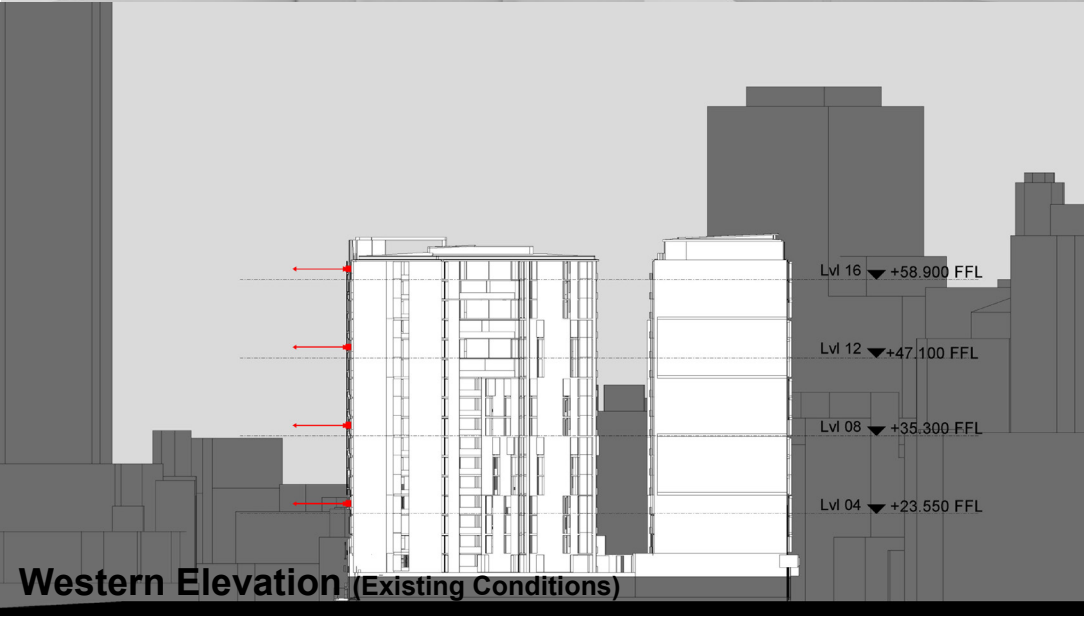 Lvl 16 +58.900 FFL
Lvl 12 +47.100 FFL
Lvl 08 +35.300 FFL
Lvl 04 +23.550 FFL
Western Elevation (Existing Conditions)